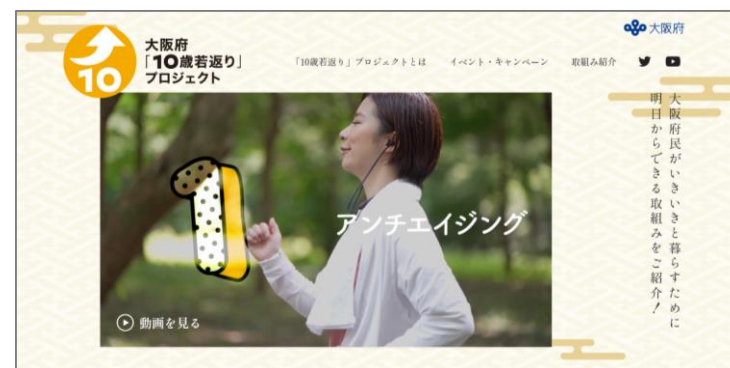 大阪府
大阪府
「10歳若返り」
プロジェクト
10
「10歳若返り」プロジェクトとは
イベント・キャンペーン
取組み紹介
アンチエイジング
動画を見る
大阪府民がいきいきと暮らすために
明日からできる取組みをご紹介!